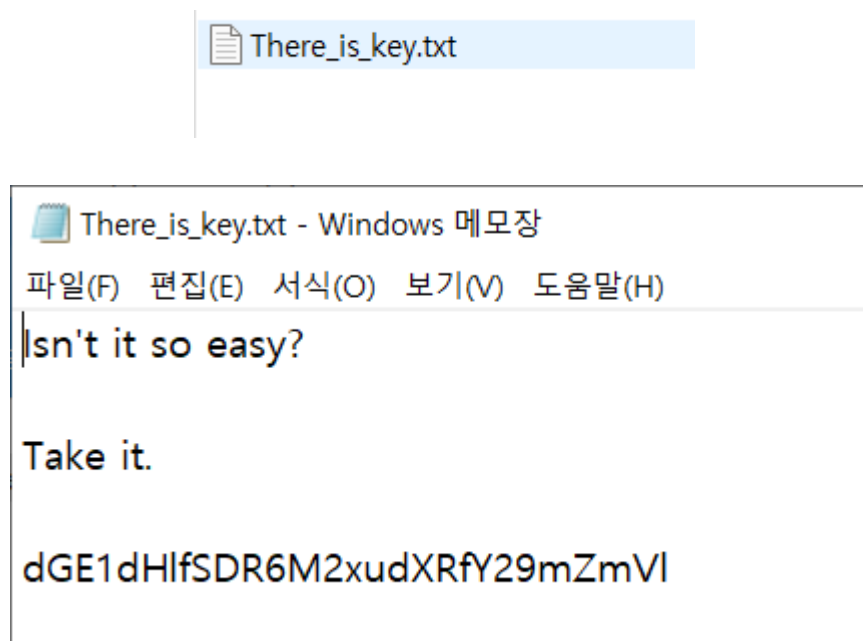 There_is_key.txt
There_is_key.txt - Windows 메모장
파일(F) 편집(E) 서식(O) 보기(V) 도움말(H)
Isn't it so easy?
Take it.
dGE1dHlfSDR6M2xudXRfY29mZmVl